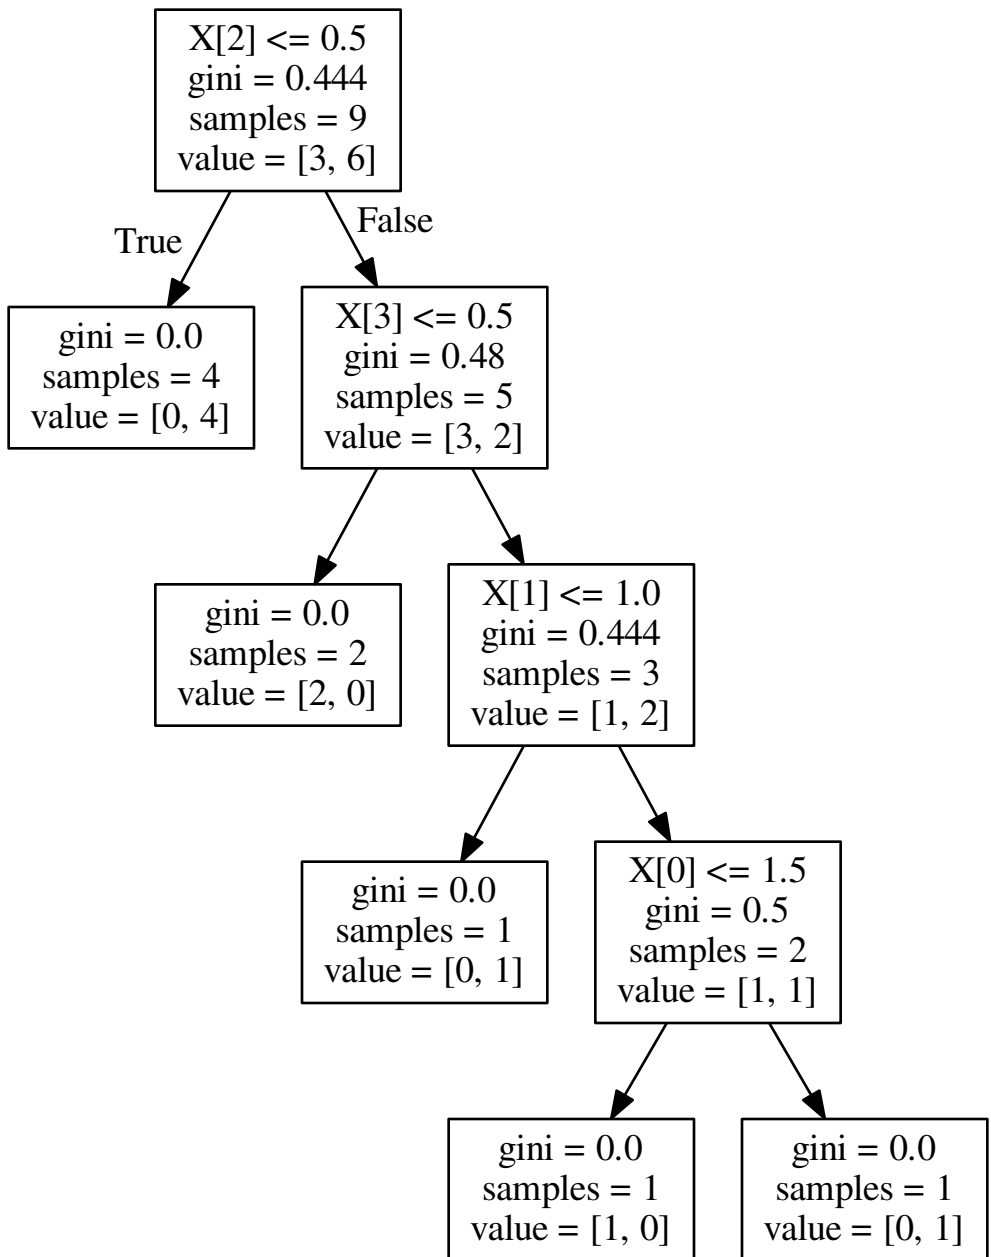 X[2] <= 0.5
gini = 0.444
samples = 9
value = [3, 6]
True
False
gini = 0.0
samples = 4
value = [0, 4]
X[3] <= 0.5
gini = 0.48
samples = 5
value = [3, 2]
gini = 0.0
samples = 2
value = [2, 0]
X[1] <= 1.0
gini = 0.444
samples = 3
value = [1, 2]
gini = 0.0
samples = 1
value = [0, 1]
X[0] <= 1.5
gini = 0.5
samples = 2
value = [1, 1]
gini = 0.0
samples = 1
value = [1, 0]
gini = 0.0
samples = 1
value = [0, 1]